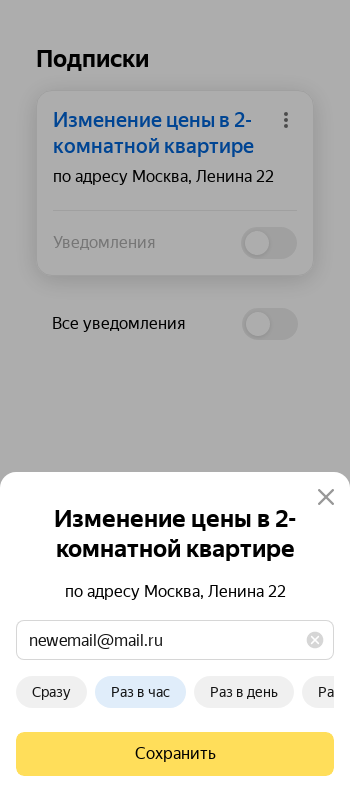 Подписки
Изменение цены в 2-
комнатной квартире
по адресу Москва, Ленина 22
Уведомления
Все уведомления
Изменение цены в 2-
комнатной квартире
по адресу Москва, Ленина 22
newemail@mail.ru
Сразу Раз в час Раз в день Ра
Сохранить